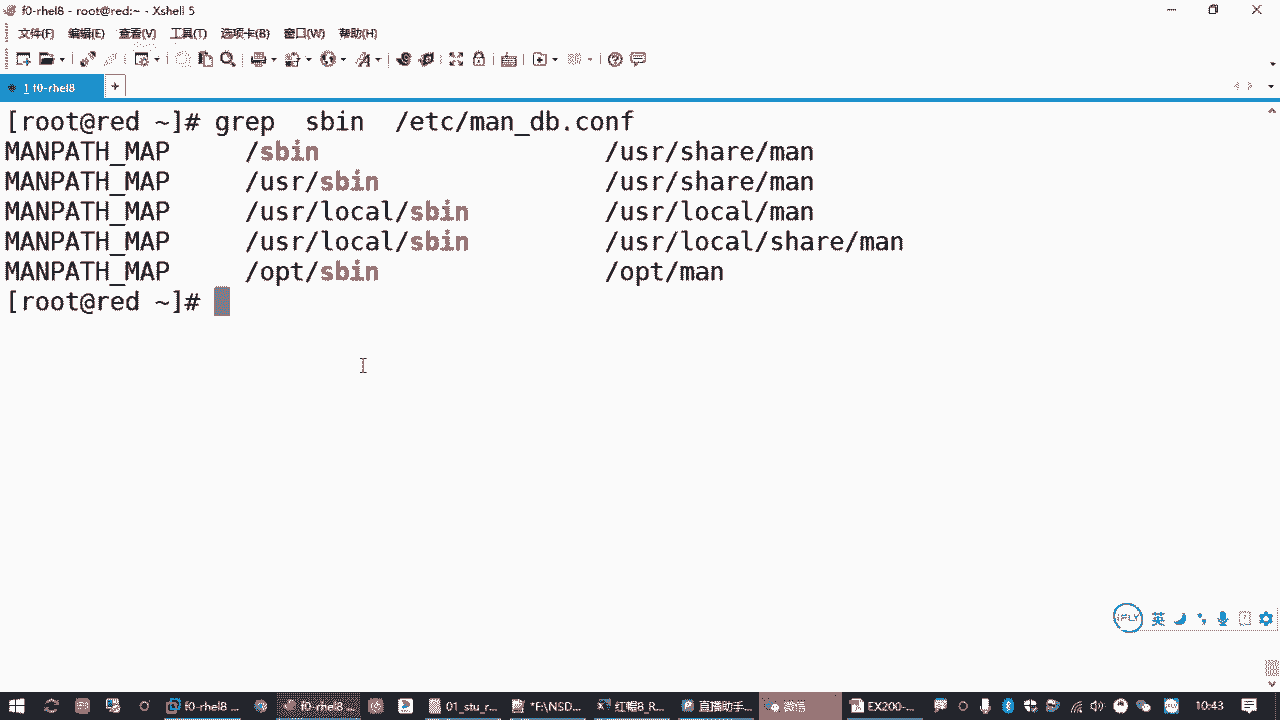 f0-rhel8 - root@red:~ - Xshell 5
文件(F) 编辑(E) 查看(V) 工具(T) 选项卡(B) 窗口(W) 帮助(H)
1 f0-rhel8
[root@red ~]# grep  sbin  /etc/man_db.conf
MANPATH_MAP     /sbin                   /usr/share/man
MANPATH_MAP     /usr/sbin               /usr/share/man
MANPATH_MAP     /usr/local/sbin         /usr/local/man
MANPATH_MAP     /usr/local/sbin         /usr/local/share/man
MANPATH_MAP     /opt/sbin               /opt/man
[root@red ~]#
iFLY 英
f0-rhel8 ... f0-rhel8... 01_stu_r... *F:\NSD... 红帽8_R... 直播助手... 微信 EX200-... 10:43